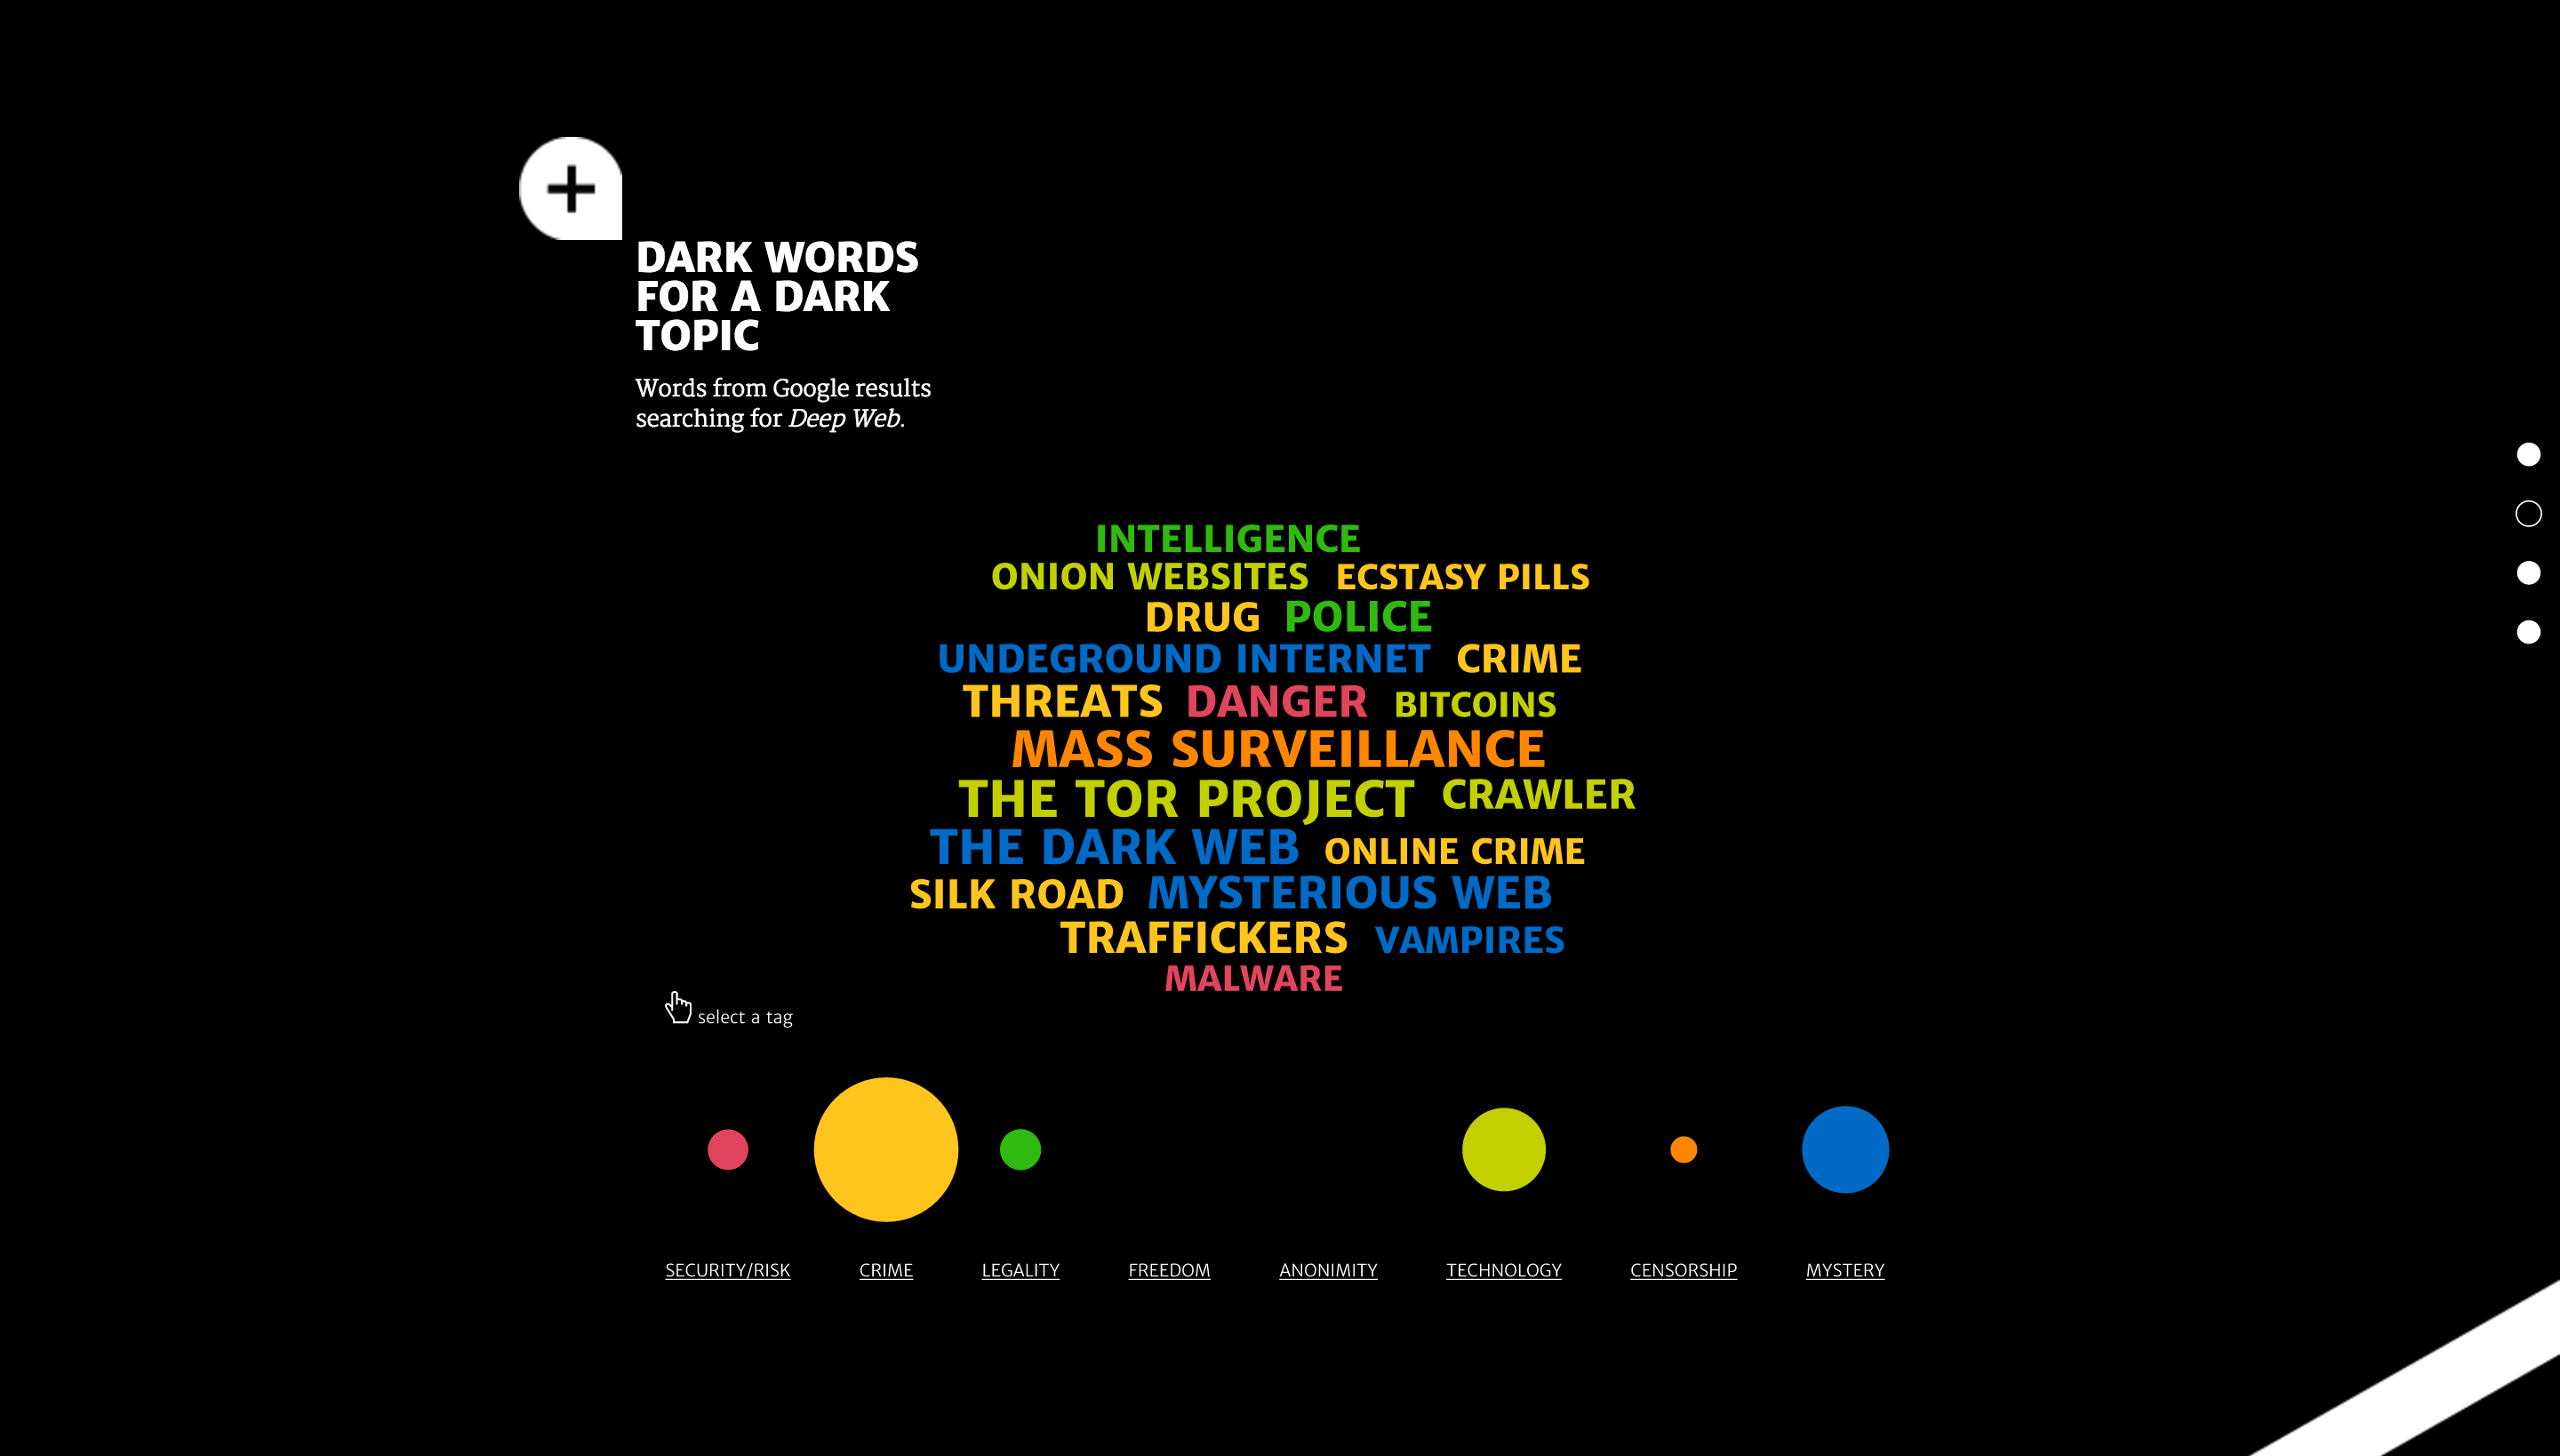 DARK WORDS
FOR A DARK
TOPIC
Words from Google results
searching for Deep Web.
INTELLIGENCE
ONION WEBSITES ECSTASY PILLS
DRUG POLICE
UNDEGROUND INTERNET CRIME
THREATS DANGER BITCOINS
MASS SURVEILLANCE
THE TOR PROJECT CRAWLER
THE DARK WEB ONLINE CRIME
SILK ROAD MYSTERIOUS WEB
TRAFFICKERS VAMPIRES
MALWARE
select a tag
SECURITY/RISK CRIME LEGALITY FREEDOM ANONIMITY TECHNOLOGY CENSORSHIP MYSTERY